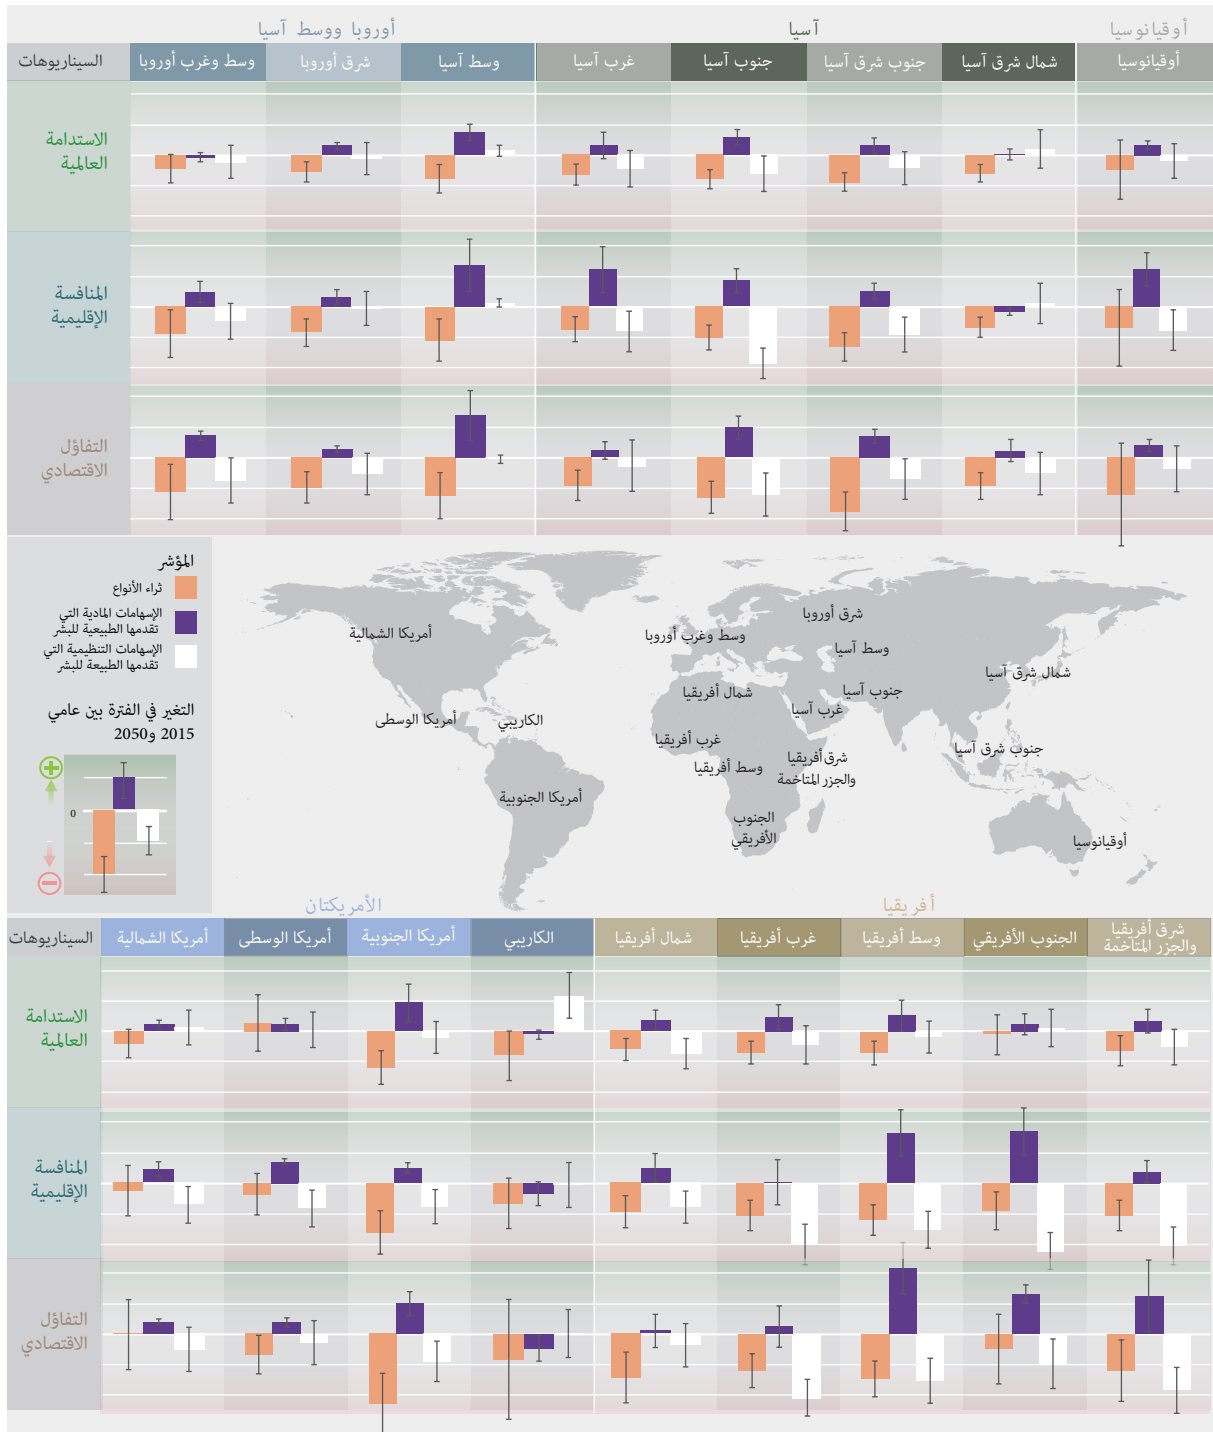 أوقيانوسيا
آسيا
أوروبا ووسط آسيا
أوقيانوسيا
شمال شرق آسيا
جنوب شرق آسيا
جنوب آسيا
غرب آسيا
وسط آسيا
شرق أوروبا
وسط وغرب أوروبا
السيناريوهات
الاستدامة
العالمية
المنافسة
الإقليمية
التفاؤل
الاقتصادي
المؤشر
ثراء الأنواع
الإسهامات المادية التي
تقدمها الطبيعية للبشر
الإسهامات التنظيمية التي
تقدمها الطبيعة للبشر
التغير في الفترة بين عامي
2015 و2050
0
شرق أوروبا
أمريكا الشمالية
وسط وغرب أوروبا
وسط آسيا
شمال شرق آسيا
جنوب آسيا
شمال أفريقيا
غرب آسيا
الكاريبي
أمريكا الوسطى
غرب أفريقيا
جنوب شرق آسيا
شرق أفريقيا
والجزر المتاخمة
وسط أفريقيا
أمريكا الجنوبية
الجنوب
الأفريقي
أوقيانوسيا
أفريقيا
الأمريكتان
شرق أفريقيا
والجزر المتاخمة
الجنوب الأفريقي
وسط أفريقيا
غرب أفريقيا
شمال أفريقيا
الكاريبي
أمريكا الجنوبية
أمريكا الوسطى
أمريكا الشمالية
السيناريوهات
الاستدامة
العالمية
المنافسة
الإقليمية
التفاؤل
الاقتصادي